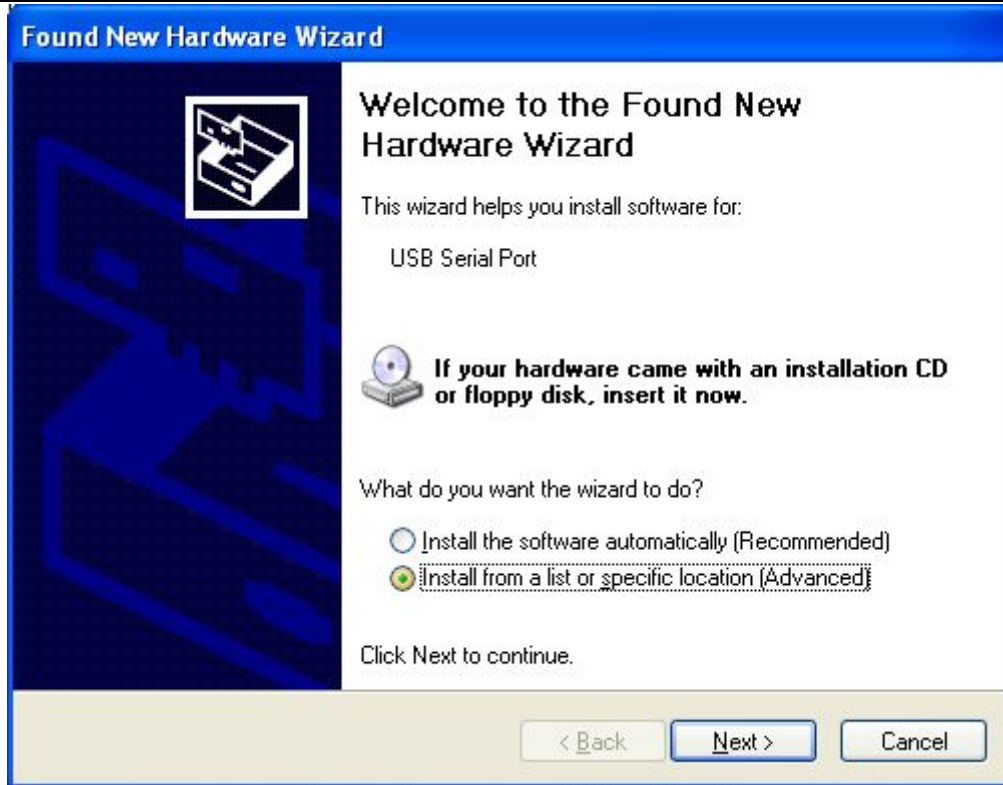 Found New Hardware Wizard
Welcome to the Found New
Hardware Wizard
This wizard helps you install software for:
USB Serial Port
If your hardware came with an installation CD
or floppy disk, insert it now.
What do you want the wizard to do?
Install the software automatically (Recommended)
Install from a list or specific location (Advanced)
Click Next to continue.
< Back Next > Cancel